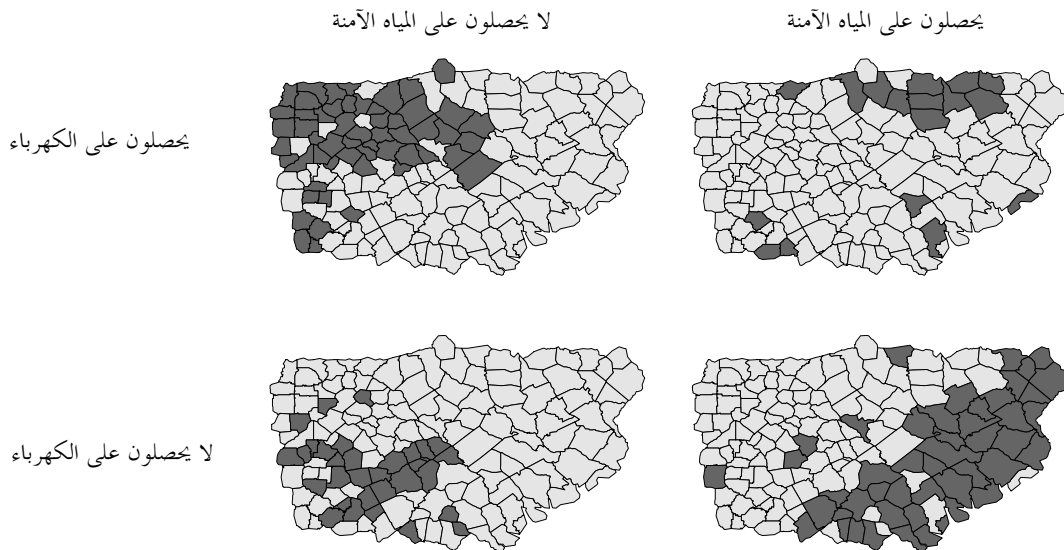 يحصلون على المياه الآمنة
لا يحصلون على المياه الآمنة
يحصلون على الكهرباء
لا يحصلون على الكهرباء